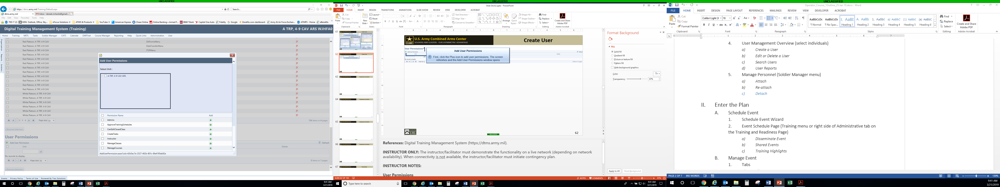 UNCLASSIFIED
https://dtms.army.mil/Training/Default.aspx
Search...
dtms.army.mil
Inbox - dereak.richards@gmail...
File Edit View Favorites Tools Help
TED-T (2)
MSN Outlook, Office, Sky...
nFocus Solutions
ATMS & Products
YouTube
American Express
Chase Online
Online Banking + Armed F...
BB&T Bank
Capital One Auto
Fidelity
Google
Zenefits.com-dashboard-
Army & Air Force Exchan...
ATMPS - Home
eBenefits
Digital Training Management System (Training)
A TRP, 4-9 CAV ARS WJHFA0
Home Training METL Tasks Soldier Manager CATS Calendar DARTnet Course Manager Reporting Help Quick Links Administration User
Organization
Reports
Soldiers
Red Platoon, A TRP, 4-9 CAV DAFormsMenu
Red Platoon, A TRP, 4-9 CAV DataTransferMenu
Red Platoon, A TRP, 4-9 CAV ITSPMenu
Red Platoon, A TRP, 4-9 CAV
Red Platoon, A TRP, 4-9 CAV
Red Platoon, A TRP, 4-9 CAV
Red Platoon, A TRP, 4-9 CAV
Red Platoon, A TRP, 4-9 CAV
Red Platoon, A TRP, 4-9 CAV
Red Platoon, A TRP, 4-9 CAV
Red Platoon, A TRP, 4-9 CAV
Red Platoon, A TRP, 4-9 CAV
White Platoon, A TRP, 4-9 CAV
White Platoon, A TRP, 4-9 CAV
White Platoon, A TRP, 4-9 CAV
White Platoon, A TRP, 4-9 CAV
White Platoon, A TRP, 4-9 CAV
White Platoon, A TRP, 4-9 CAV
1 2 3 4 Page size: 50
154 items in 4 pages
Remove Selected
User Permissions
Add User Permission
Refresh
Unit
Delete
No records to display.
1 Page size: 50
0 items in 1 pages
Remove Selected
Add User Permissions
Select Unit :
A TRP, 4-9 CAV ARS
Permission Name Add
Admins
ApproveTrainingSchedules
CanEditClosedClass
CreateTasks
Instructor
ManageClasses
ManageCourses
AddUserPermission.aspx?uid=42b5ec7e-2527-402b-801c-8fa4195eb92e
Events Privacy Policy Terms of Use Powered By Trax Solutions
9:41 AM
3/21/2019
UNCLASSIFIED
Slide Deck2.pptx - PowerPoint
FILE HOME INSERT DESIGN TRANSITIONS ANIMATIONS SLIDE SHOW REVIEW VIEW DEVELOPER ACROBAT
Paste
Cut
Copy
Format Painter
Clipboard
New Slide
Layout
Reset
Section
Slides
Font
Text Direction
Align Text
Convert to SmartArt
Paragraph
Arrange
Quick Styles
Shape Fill
Shape Outline
Shape Effects
Drawing
Find
Replace
Select
Editing
Create and Share Adobe PDF
Adobe Acrobat
61
62
63
64
65
66
67
U.S. Army Combined Arms Center
SOLDIERS AND LEADERS - OUR ASYMMETRIC ADVANTAGE
Create User
User Permissions
1
Add User Permissions
1 First, click the Plus icon to add user permissions. The screen
refreshes and the Add User Permissions window opens
No records to display.
62
References: Digital Training Management System (https://dtms.army.mil).
INSTRUCTOR ONLY: The instructor/facilitator must demonstrate the functionality on a live network (depending on network
availability). When connectivity is not available, the instructor/facilitator must initiate contingency plan.
INSTRUCTOR NOTES:
User Permissions
Format Background
FILL
Solid fill
Gradient fill
Picture or texture fill
Pattern fill
Hide background graphics
Color
Transparency 67%
Apply to All
Reset Background
SLIDE 62 OF 103
NOTES
COMMENTS
81%
Type here to search
9:41 AM
3/21/2019
UNCLASSIFIED
Operator_Course_1Outline_25 Jan 19.docx - Word
FILE HOME INSERT DESIGN PAGE LAYOUT REFERENCES MAILINGS REVIEW VIEW DEVELOPER ACROBAT
Paste
Cut
Copy
Format Painter
Clipboard
Calibri Light (H 16
Font
Paragraph
¶ Normal
¶ No Spac...
Heading 1
Heading 2
Heading 3
Heading 4
Heading 5
Heading 6
Styles
Find
Replace
Select
Editing
Create and Share Adobe PDF
Adobe Acrobat
4. User Management Overview (select individuals)
a) Create a User
b) Edit or Delete a User
c) Search Users
d) User Reports
5. Manage Personnel (Soldier Manager menu)
a) Attach
b) Re-attach
c) Detach
II. Enter the Plan
A. Schedule Event
1. Schedule Event Wizard
2. Event Schedule Page (Training menu or right side of Administrative tab on
the Training and Readiness Page)
a) Disseminate Event
b) Shared Events
c) Training Highlights
B. Manage Event
1. Tabs
PAGE 2 OF 7
892 WORDS
130%
9:41 AM
3/21/2019